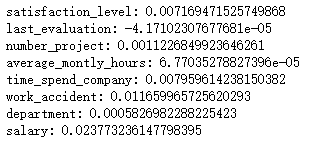 satisfaction_level: 0.007169471525749868
last_evaluation: -4.17102307677681e-05
number_project: 0.0011226849923646261
average_montly_hours: 6.77035278827396e-05
time_spend_company: 0.007959614238150382
work_accident: 0.011659965725620293
department: 0.0005826982288225423
salary: 0.023773236147798395